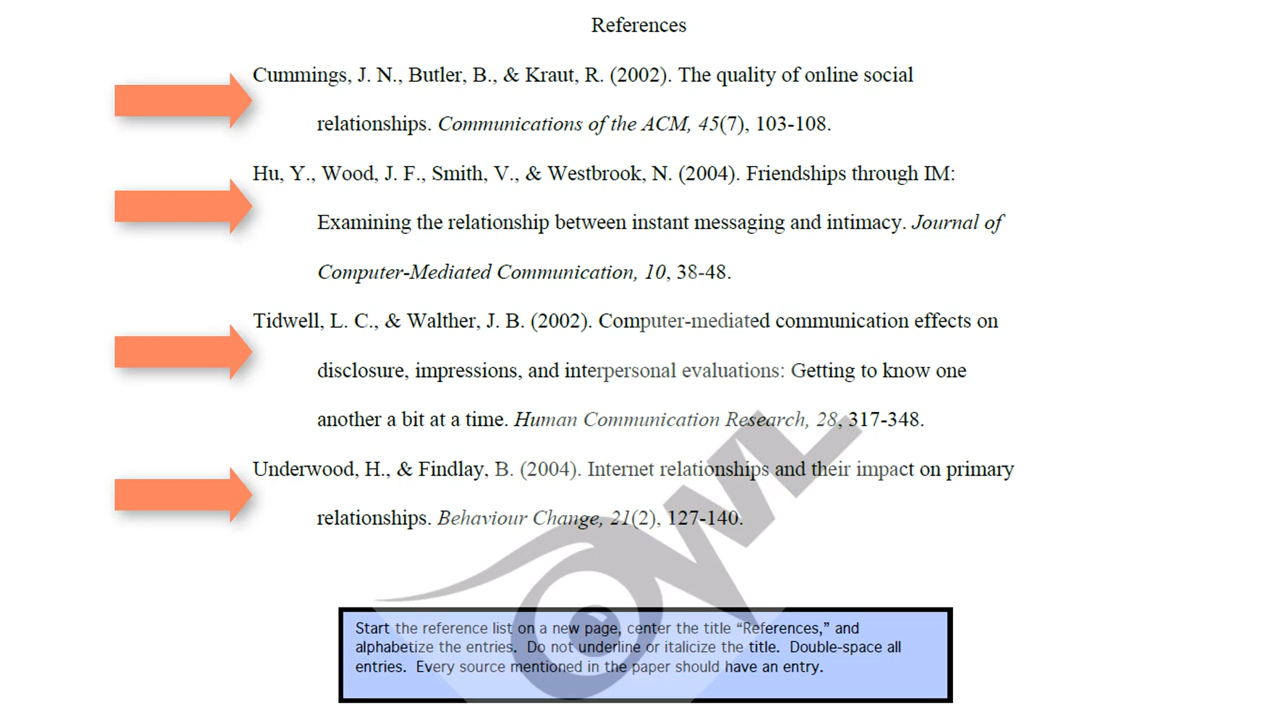 References
Cummings, J. N., Butler, B., & Kraut, R. (2002). The quality of online social
relationships. Communications of the ACM, 45(7), 103-108.
Hu, Y., Wood, J. F., Smith, V., & Westbrook, N. (2004). Friendships through IM:
Examining the relationship between instant messaging and intimacy. Journal of
Computer-Mediated Communication, 10, 38-48.
Tidwell, L. C., & Walther, J. B. (2002). Computer-mediated communication effects on
disclosure, impressions, and interpersonal evaluations: Getting to know one
another a bit at a time. Human Communication Research, 28, 317-348.
Underwood, H., & Findlay, B. (2004). Internet relationships and their impact on primary
relationships. Behaviour Change, 21(2), 127-140.
OWL
Start the reference list on a new page, center the title “References,” and
alphabetize the entries. Do not underline or italicize the title. Double-space all
entries. Every source mentioned in the paper should have an entry.